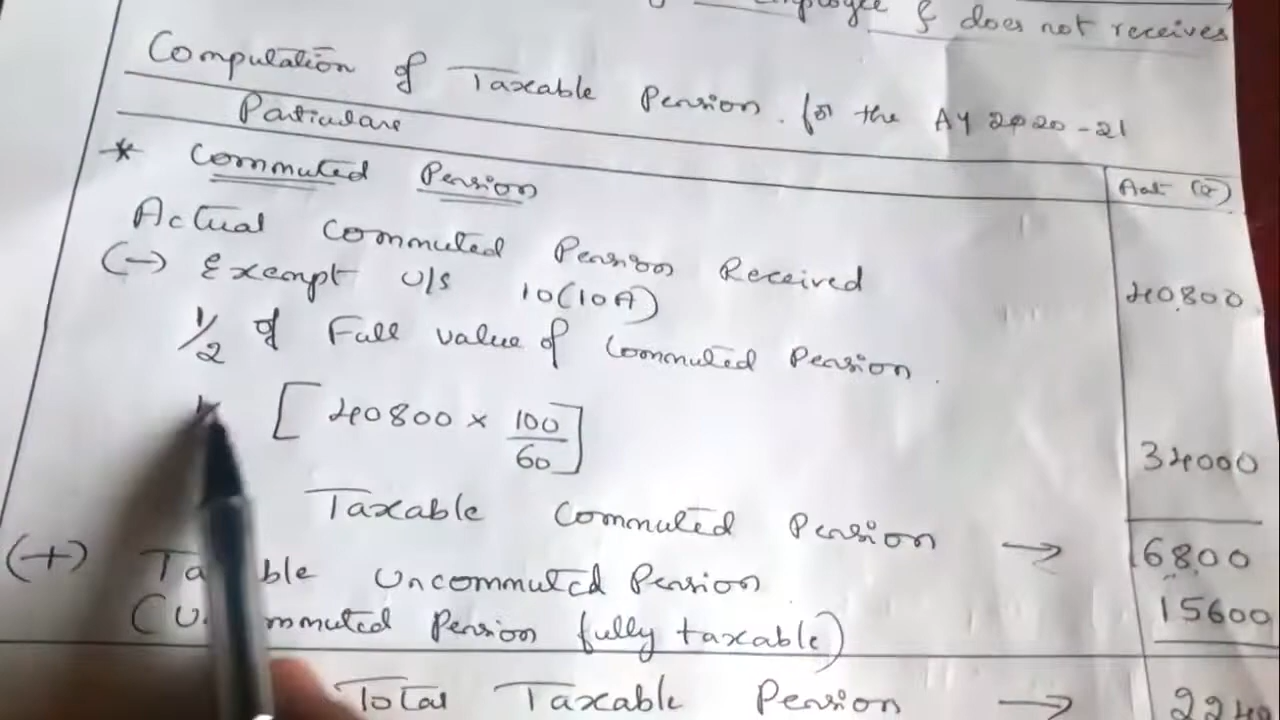 employee & does not receives
Computation of Taxable Pension. for the AY 2020-21
Particulars
Amt (₹)
* Commuted Pension
Actual Commuted Pension Received 40800
(-) Exempt U/s 10(10A)
1/2 of Full value of Commuted Pension.
[40800 × 100/60] 34000
Taxable Commuted Pension → 6800
(+) Taxable Uncommuted Pension 15600
(Uncommuted Pension fully taxable)
Total Taxable Pension →